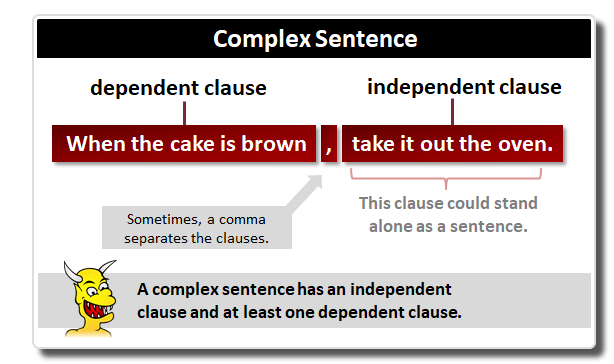 Complex Sentence
dependent clause
independent clause
When the cake is brown , take it out the oven.
Sometimes, a comma
separates the clauses.
This clause could stand
alone as a sentence.
A complex sentence has an independent
clause and at least one dependent clause.